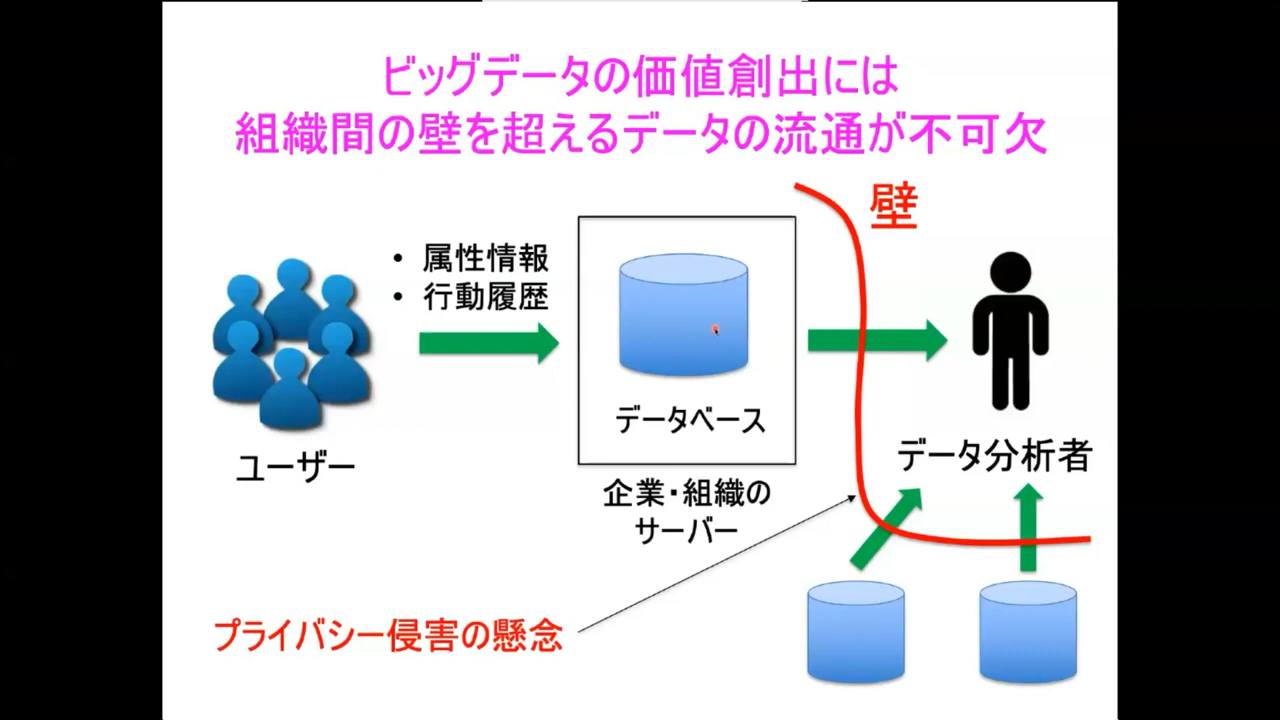 ビッグデータの価値創出には
組織間の壁を超えるデータの流通が不可欠
壁
• 属性情報
• 行動履歴
データベース
ユーザー
データ分析者
企業・組織の
サーバー
プライバシー侵害の懸念